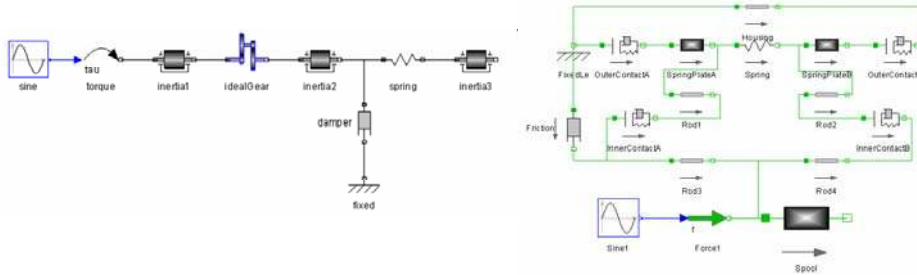 tau
sine
torque
inertia1
idealGear
inertia2
spring
inertia3
damper
fixed
Housing
FixedLe
OuterContactA
SpringPlateA
Spring
SpringPlateB
OuterContact
Rod1
Rod2
Friction
InnerContactA
InnerContactB
Rod3
Rod4
f
Sine1
Force1
Spool